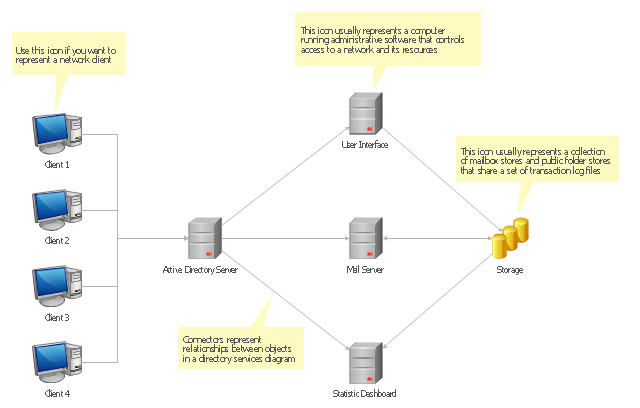 This icon usually represents a computer
running administrative software that controls
access to a network and its resources
Use this icon if you want to
represent a network client
Client 1
User Interface
This icon usually represents a collection
of mailbox stores and public folder stores
that share a set of transaction log files
Client 2
Active Directory Server
Mail Server
Storage
Client 3
Connectors represent
relationships between objects
in a directory services diagram
Client 4
Statistic Dashboard